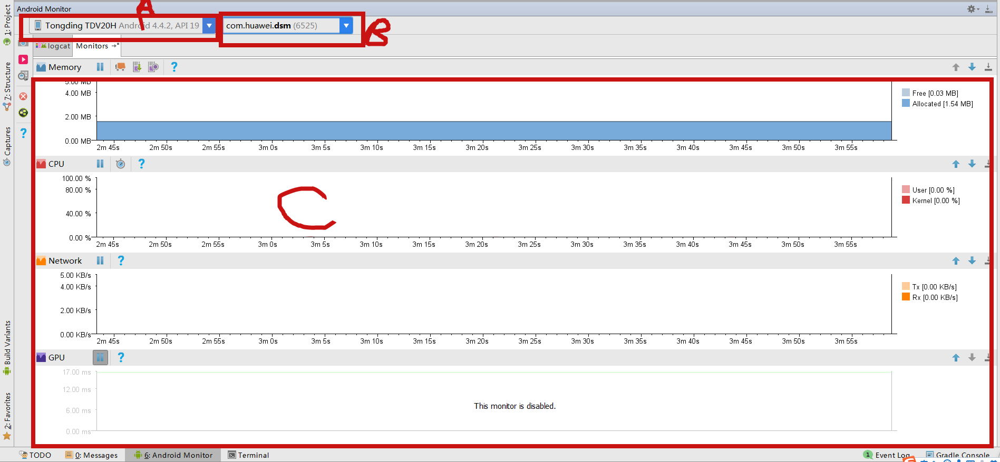 Android Monitor
A
Tongding TDV20H Android 4.4.2, API 19
com.huawei.dsm (6525)
B
logcat
Monitors
1: Project
7: Structure
Captures
Build Variants
2: Favorites
Memory
5.00 MB
4.00 MB
2.00 MB
0.00 MB
Free [0.03 MB]
Allocated [1.54 MB]
2m 45s 2m 50s 2m 55s 3m 0s 3m 5s 3m 10s 3m 15s 3m 20s 3m 25s 3m 30s 3m 35s 3m 40s 3m 45s 3m 50s 3m 55s
CPU
100.00 %
80.00 %
40.00 %
0.00 %
C
User [0.00 %]
Kernel [0.00 %]
2m 45s 2m 50s 2m 55s 3m 0s 3m 5s 3m 10s 3m 15s 3m 20s 3m 25s 3m 30s 3m 35s 3m 40s 3m 45s 3m 50s 3m 55s
Network
5.00 KB/s
4.00 KB/s
2.00 KB/s
0.00 KB/s
Tx [0.00 KB/s]
Rx [0.00 KB/s]
2m 45s 2m 50s 2m 55s 3m 0s 3m 5s 3m 10s 3m 15s 3m 20s 3m 25s 3m 30s 3m 35s 3m 40s 3m 45s 3m 50s 3m 55s
GPU
17.00 ms
12.00 ms
6.00 ms
0.00 ms
This monitor is disabled.
TODO
0: Messages
6: Android Monitor
Terminal
1 Event Log
Gradle Console